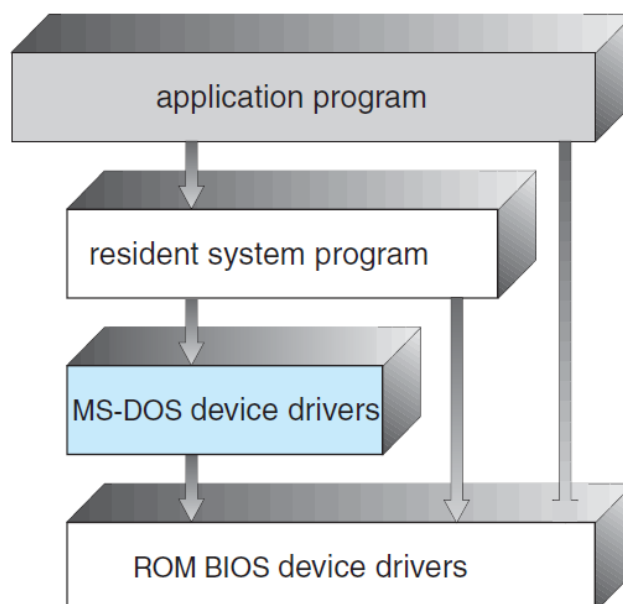 application program
resident system program
MS-DOS device drivers
ROM BIOS device drivers